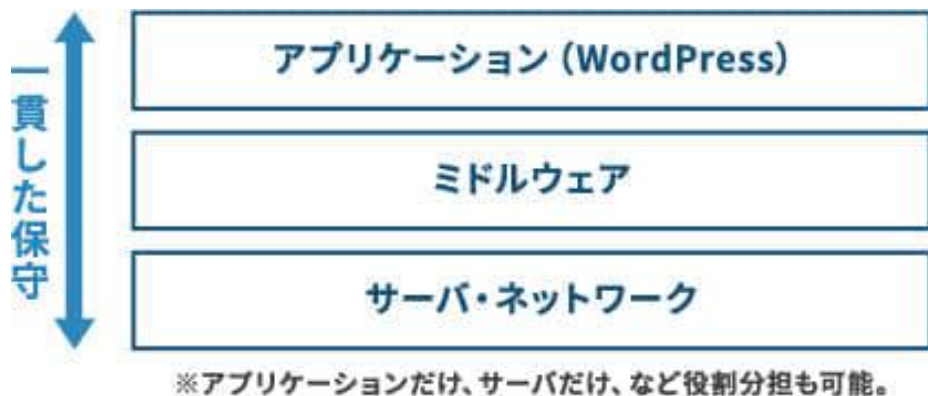 一貫した保守
アプリケーション（WordPress）
ミドルウェア
サーバ・ネットワーク
※アプリケーションだけ、サーバだけ、など役割分担も可能。